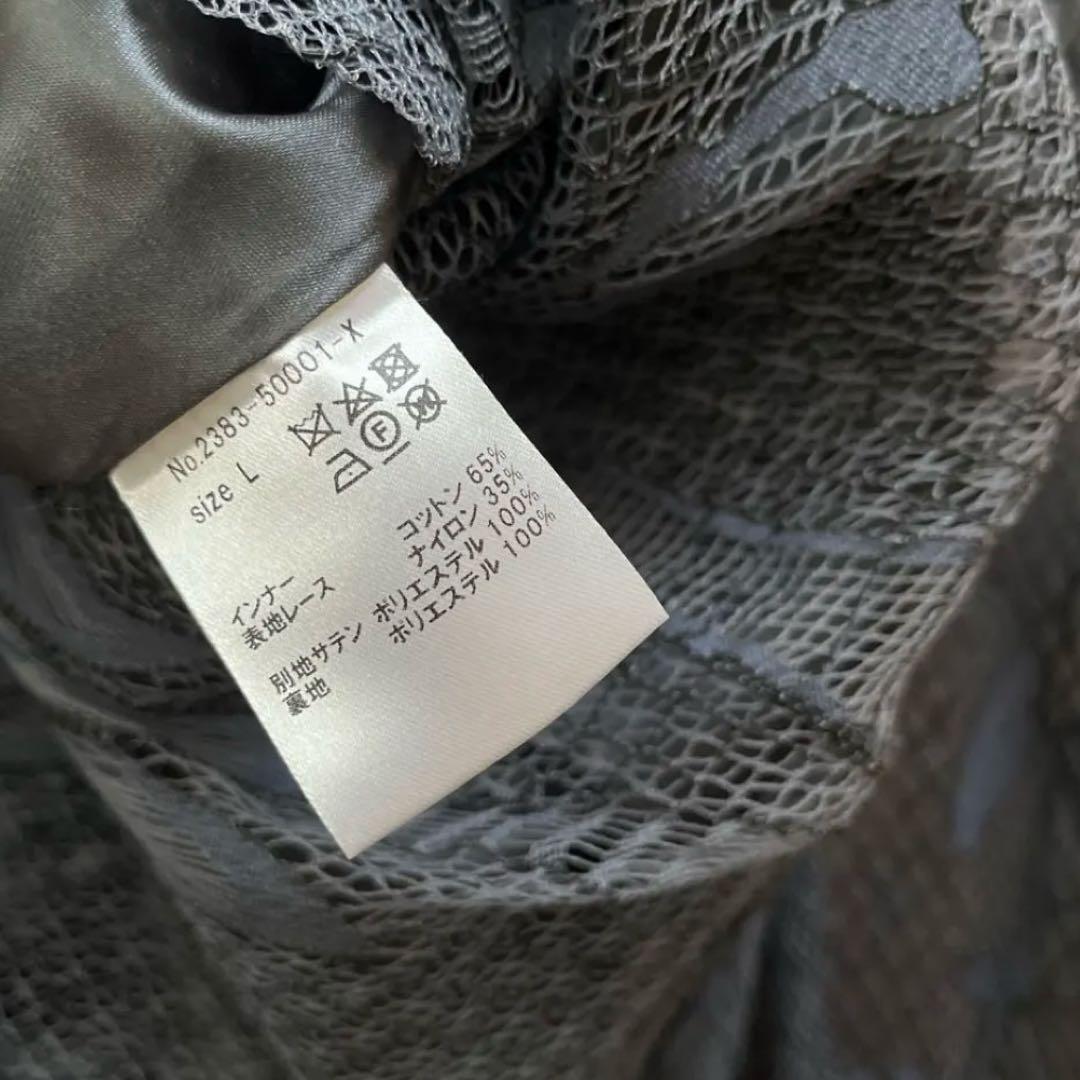 No.2383-50001-X
size L
F
W
インナー
表地レース コットン 65%
ナイロン 35%
別地サテン ポリエステル 100%
裏地 ポリエステル 100%